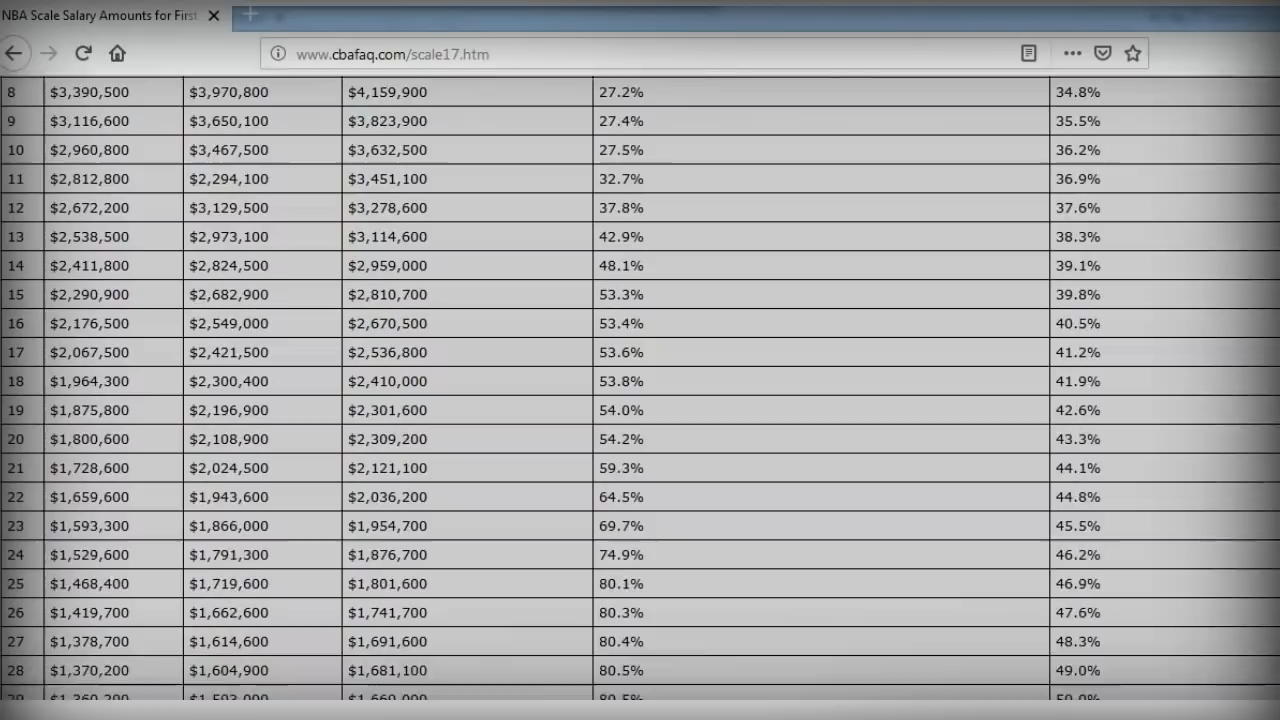 NBA Scale Salary Amounts for First
www.cbafaq.com/scale17.htm
8 $3,390,500 $3,970,800 $4,159,900 27.2% 34.8%
9 $3,116,600 $3,650,100 $3,823,900 27.4% 35.5%
10 $2,960,800 $3,467,500 $3,632,500 27.5% 36.2%
11 $2,812,800 $2,294,100 $3,451,100 32.7% 36.9%
12 $2,672,200 $3,129,500 $3,278,600 37.8% 37.6%
13 $2,538,500 $2,973,100 $3,114,600 42.9% 38.3%
14 $2,411,800 $2,824,500 $2,959,000 48.1% 39.1%
15 $2,290,900 $2,682,900 $2,810,700 53.3% 39.8%
16 $2,176,500 $2,549,000 $2,670,500 53.4% 40.5%
17 $2,067,500 $2,421,500 $2,536,800 53.6% 41.2%
18 $1,964,300 $2,300,400 $2,410,000 53.8% 41.9%
19 $1,875,800 $2,196,900 $2,301,600 54.0% 42.6%
20 $1,800,600 $2,108,900 $2,309,200 54.2% 43.3%
21 $1,728,600 $2,024,500 $2,121,100 59.3% 44.1%
22 $1,659,600 $1,943,600 $2,036,200 64.5% 44.8%
23 $1,593,300 $1,866,000 $1,954,700 69.7% 45.5%
24 $1,529,600 $1,791,300 $1,876,700 74.9% 46.2%
25 $1,468,400 $1,719,600 $1,801,600 80.1% 46.9%
26 $1,419,700 $1,662,600 $1,741,700 80.3% 47.6%
27 $1,378,700 $1,614,600 $1,691,600 80.4% 48.3%
28 $1,370,200 $1,604,900 $1,681,100 80.5% 49.0%